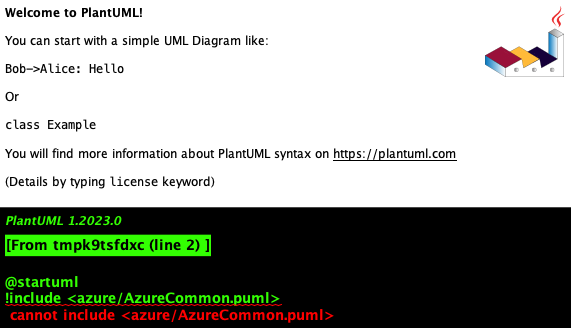 Welcome to PlantUML!
You can start with a simple UML Diagram like:
Bob->Alice: Hello
Or
class Example
You will find more information about PlantUML syntax on https://plantuml.com
(Details by typing license keyword)
PlantUML 1.2023.0
[From tmpk9tsfdxc (line 2) ]
@startuml
!include <azure/AzureCommon.puml>
cannot include <azure/AzureCommon.puml>